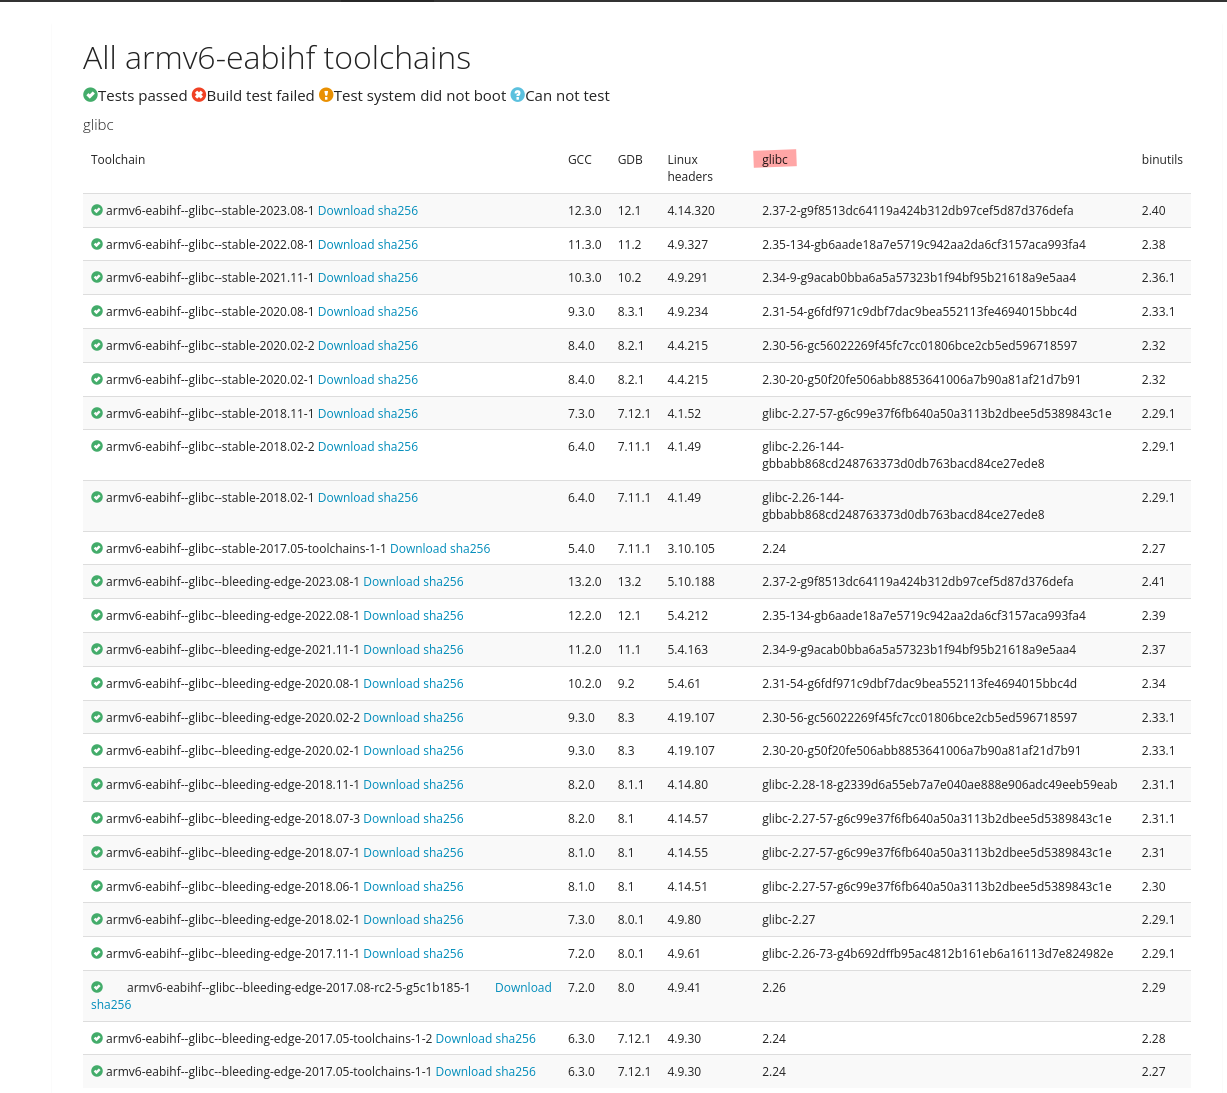 All armv6-eabihf toolchains
Tests passed Build test failed Test system did not boot Can not test
glibc
Toolchain GCC GDB Linux headers glibc binutils
armv6-eabihf--glibc--stable-2023.08-1 Download sha256 12.3.0 12.1 4.14.320 2.37-2-g9f8513dc64119a424b312db97cef5d87d376defa 2.40
armv6-eabihf--glibc--stable-2022.08-1 Download sha256 11.3.0 11.2 4.9.327 2.35-134-gb6aade18a7e5719c942aa2da6cf3157aca993fa4 2.38
armv6-eabihf--glibc--stable-2021.11-1 Download sha256 10.3.0 10.2 4.9.291 2.34-9-g9acab0bba6a5a57323b1f94bf95b21618a9e5aa4 2.36.1
armv6-eabihf--glibc--stable-2020.08-1 Download sha256 9.3.0 8.3.1 4.9.234 2.31-54-g6fdf971c9dbf7dac9bea552113fe4694015bbc4d 2.33.1
armv6-eabihf--glibc--stable-2020.02-2 Download sha256 8.4.0 8.2.1 4.4.215 2.30-56-gc56022269f45fc7cc01806bce2cb5ed596718597 2.32
armv6-eabihf--glibc--stable-2020.02-1 Download sha256 8.4.0 8.2.1 4.4.215 2.30-20-g50f20fe506abb8853641006a7b90a81af21d7b91 2.32
armv6-eabihf--glibc--stable-2018.11-1 Download sha256 7.3.0 7.12.1 4.1.52 glibc-2.27-57-g6c99e37f6fb640a50a3113b2dbee5d5389843c1e 2.29.1
armv6-eabihf--glibc--stable-2018.02-2 Download sha256 6.4.0 7.11.1 4.1.49 glibc-2.26-144- 2.29.1
gbbabb868cd248763373d0db763bacd84ce27ede8
armv6-eabihf--glibc--stable-2018.02-1 Download sha256 6.4.0 7.11.1 4.1.49 glibc-2.26-144- 2.29.1
gbbabb868cd248763373d0db763bacd84ce27ede8
armv6-eabihf--glibc--stable-2017.05-toolchains-1-1 Download sha256 5.4.0 7.11.1 3.10.105 2.24 2.27
armv6-eabihf--glibc--bleeding-edge-2023.08-1 Download sha256 13.2.0 13.2 5.10.188 2.37-2-g9f8513dc64119a424b312db97cef5d87d376defa 2.41
armv6-eabihf--glibc--bleeding-edge-2022.08-1 Download sha256 12.2.0 12.1 5.4.212 2.35-134-gb6aade18a7e5719c942aa2da6cf3157aca993fa4 2.39
armv6-eabihf--glibc--bleeding-edge-2021.11-1 Download sha256 11.2.0 11.1 5.4.163 2.34-9-g9acab0bba6a5a57323b1f94bf95b21618a9e5aa4 2.37
armv6-eabihf--glibc--bleeding-edge-2020.08-1 Download sha256 10.2.0 9.2 5.4.61 2.31-54-g6fdf971c9dbf7dac9bea552113fe4694015bbc4d 2.34
armv6-eabihf--glibc--bleeding-edge-2020.02-2 Download sha256 9.3.0 8.3 4.19.107 2.30-56-gc56022269f45fc7cc01806bce2cb5ed596718597 2.33.1
armv6-eabihf--glibc--bleeding-edge-2020.02-1 Download sha256 9.3.0 8.3 4.19.107 2.30-20-g50f20fe506abb8853641006a7b90a81af21d7b91 2.33.1
armv6-eabihf--glibc--bleeding-edge-2018.11-1 Download sha256 8.2.0 8.1.1 4.14.80 glibc-2.28-18-g2339d6a55eb7a7e040ae888e906adc49eeb59eab 2.31.1
armv6-eabihf--glibc--bleeding-edge-2018.07-3 Download sha256 8.2.0 8.1 4.14.57 glibc-2.27-57-g6c99e37f6fb640a50a3113b2dbee5d5389843c1e 2.31.1
armv6-eabihf--glibc--bleeding-edge-2018.07-1 Download sha256 8.1.0 8.1 4.14.55 glibc-2.27-57-g6c99e37f6fb640a50a3113b2dbee5d5389843c1e 2.31
armv6-eabihf--glibc--bleeding-edge-2018.06-1 Download sha256 8.1.0 8.1 4.14.51 glibc-2.27-57-g6c99e37f6fb640a50a3113b2dbee5d5389843c1e 2.30
armv6-eabihf--glibc--bleeding-edge-2018.02-1 Download sha256 7.3.0 8.0.1 4.9.80 glibc-2.27 2.29.1
armv6-eabihf--glibc--bleeding-edge-2017.11-1 Download sha256 7.2.0 8.0.1 4.9.61 glibc-2.26-73-g4b692dffb95ac4812b161eb6a16113d7e824982e 2.29.1
armv6-eabihf--glibc--bleeding-edge-2017.08-rc2-5-g5c1b185-1 Download 7.2.0 8.0 4.9.41 2.26 2.29
sha256
armv6-eabihf--glibc--bleeding-edge-2017.05-toolchains-1-2 Download sha256 6.3.0 7.12.1 4.9.30 2.24 2.28
armv6-eabihf--glibc--bleeding-edge-2017.05-toolchains-1-1 Download sha256 6.3.0 7.12.1 4.9.30 2.24 2.27